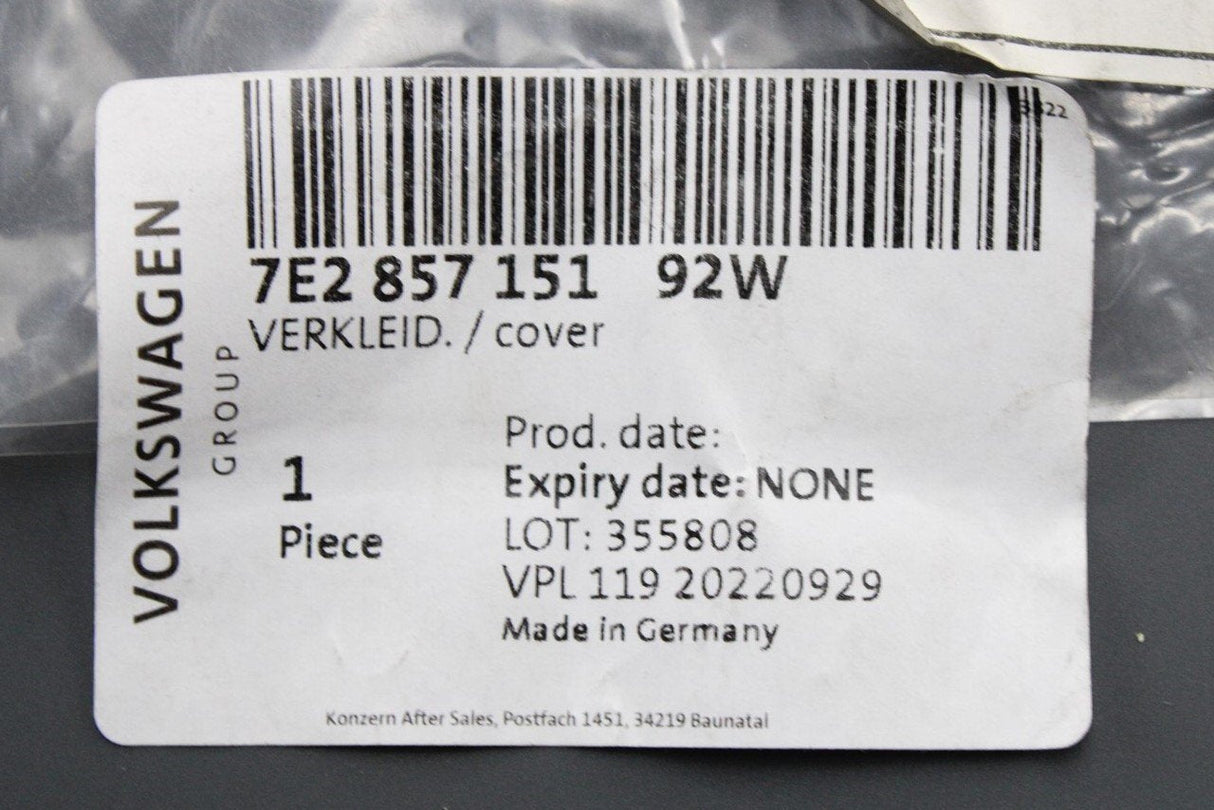 VOLKSWAGEN
GROUP
7E2 857 151 92W
VERKLEID. / cover
1
Piece
Prod. date:
Expiry date: NONE
LOT: 355808
VPL 119 20220929
Made in Germany
Konzern After Sales, Postfach 1451, 34219 Baunatal